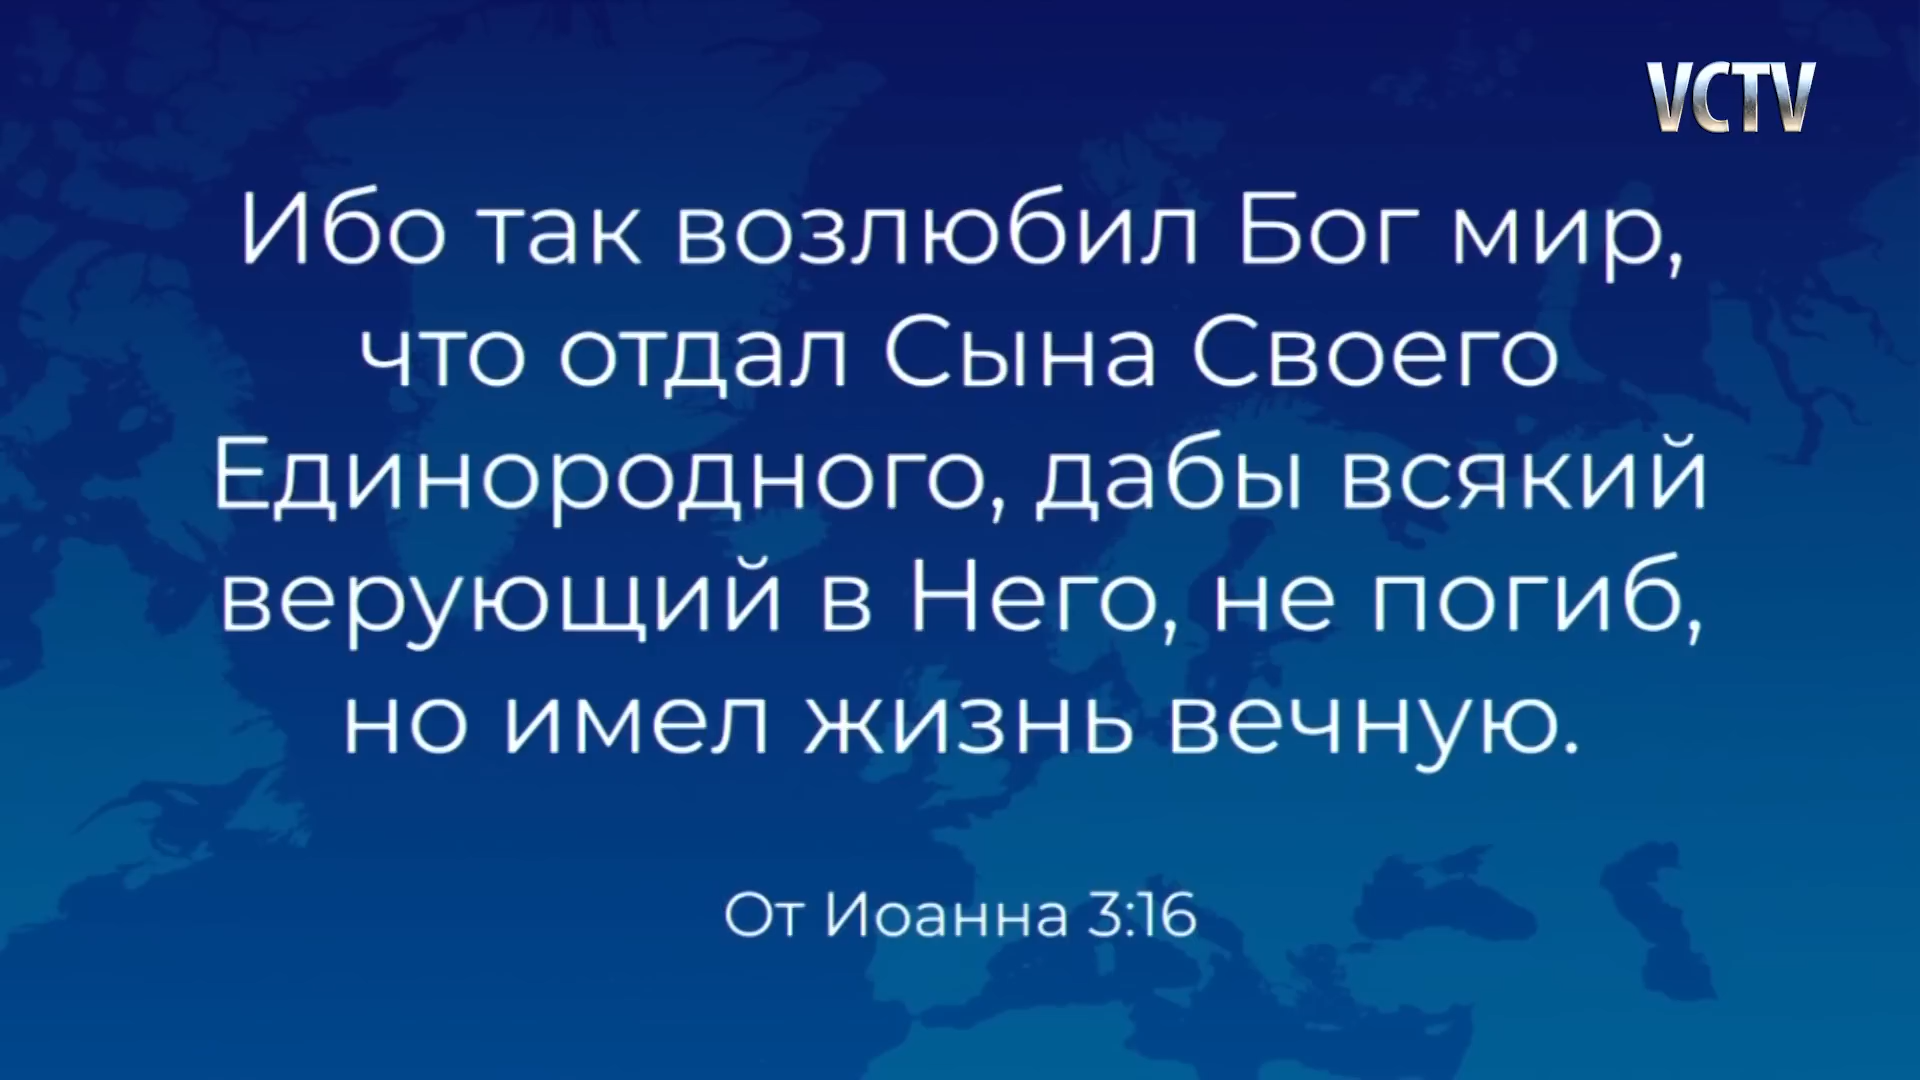 VCTV
Ибо так возлюбил Бог мир,
что отдал Сына Своего
Единородного, дабы всякий
верующий в Него, не погиб,
но имел жизнь вечную.
От Иоанна 3:16